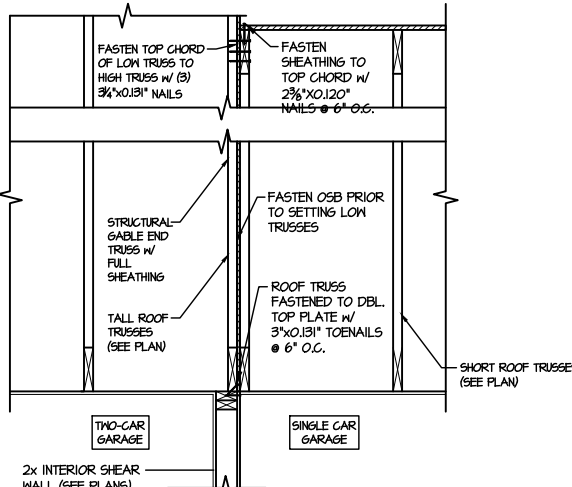 FASTEN TOP CHORD
OF LOW TRUSS TO
HIGH TRUSS W/ (3)
3¼"X0.131" NAILS
FASTEN
SHEATHING TO
TOP CHORD W/
2⅜"X0.120"
NAILS @ 6" O.C.
STRUCTURAL
GABLE END
TRUSS W/
FULL
SHEATHING
FASTEN OSB PRIOR
TO SETTING LOW
TRUSSES
TALL ROOF
TRUSSES
(SEE PLAN)
ROOF TRUSS
FASTENED TO DBL.
TOP PLATE W/
3"X0.131" TOENAILS
@ 6" O.C.
SHORT ROOF TRUSSE
(SEE PLAN)
TWO-CAR
GARAGE
SINGLE CAR
GARAGE
2x INTERIOR SHEAR
WALL (SEE PLANS)